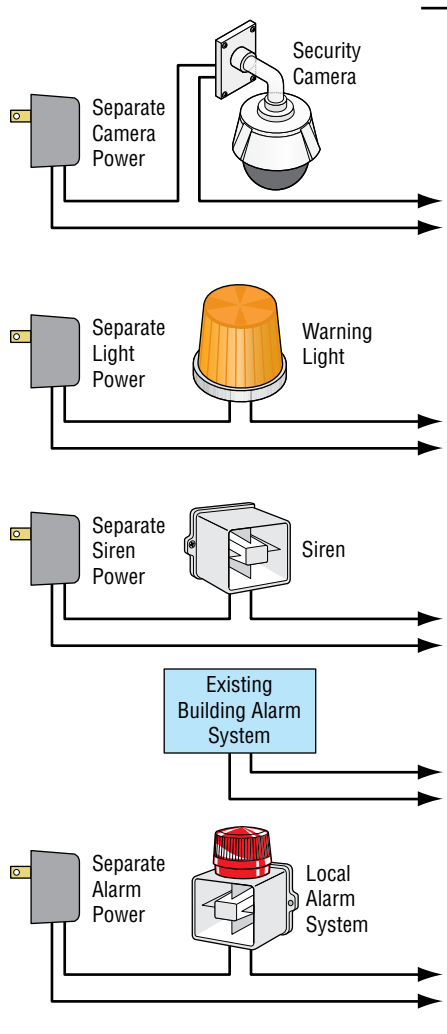 Security
Camera
Separate
Camera
Power
Separate
Light
Power
Warning
Light
Separate
Siren
Power
Siren
Existing
Building Alarm
System
Separate
Alarm
Power
Local
Alarm
System